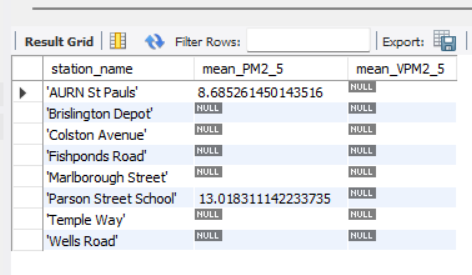 Result Grid Filter Rows: Export:
station_name mean_PM2_5 mean_VPM2_5
'AURN St Pauls' 8.685261450143516 NULL
'Brislington Depot' NULL NULL
'Colston Avenue' NULL NULL
'Fishponds Road' NULL NULL
'Marlborough Street' NULL NULL
'Parson Street School' 13.018311142233735 NULL
'Temple Way' NULL NULL
'Wells Road' NULL NULL